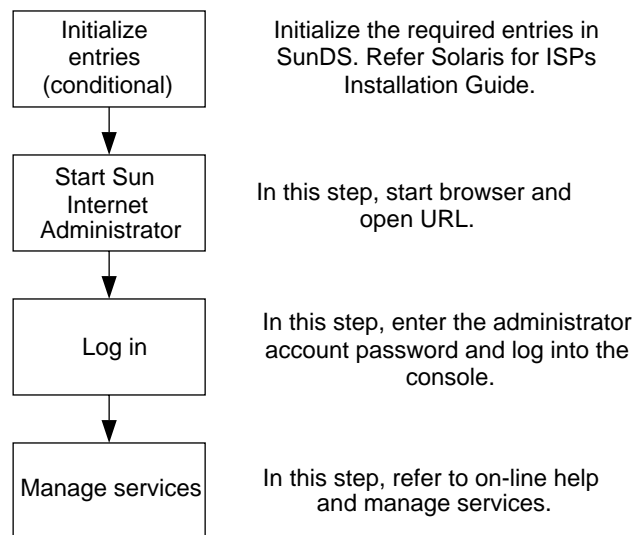 Initialize
entries
(conditional)
Initialize the required entries in
SunDS. Refer Solaris for ISPs
Installation Guide.
Start Sun
Internet
Administrator
In this step, start browser and
open URL.
Log in
In this step, enter the administrator
account password and log into the
console.
Manage services
In this step, refer to on-line help
and manage services.